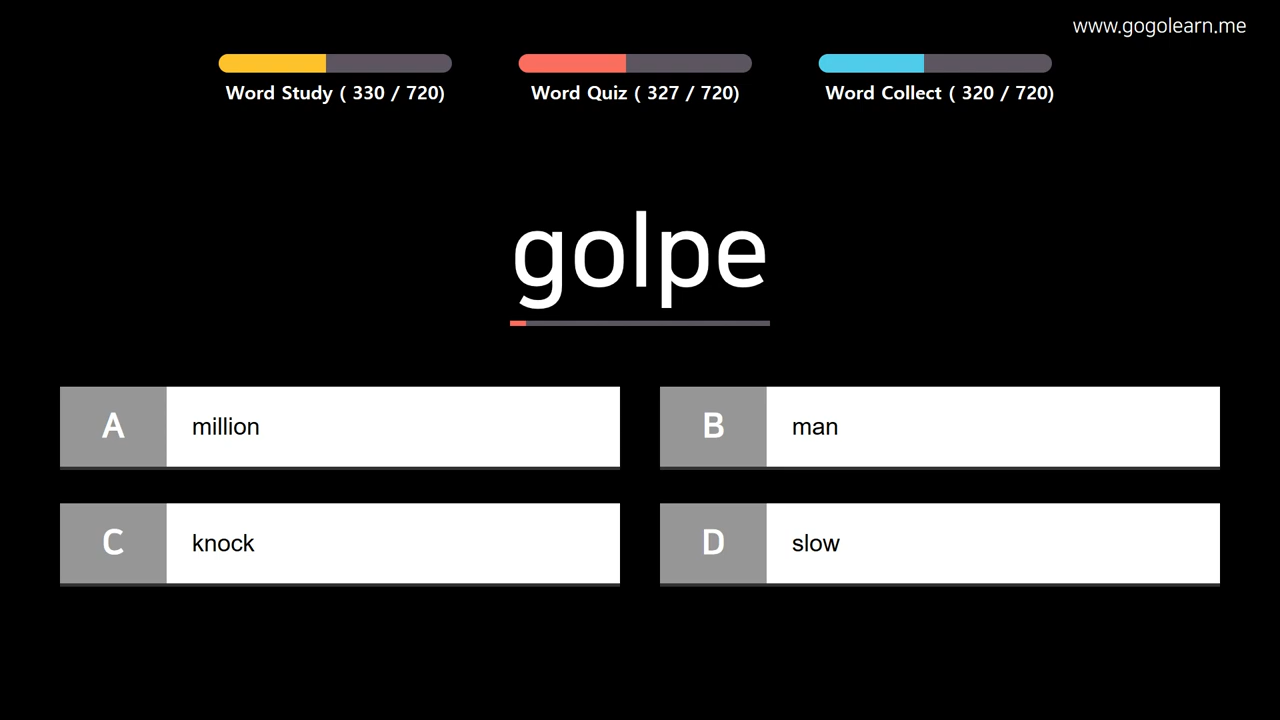 www.gogolearn.me
Word Study ( 330 / 720)
Word Quiz ( 327 / 720)
Word Collect ( 320 / 720)
golpe
A million
B man
C knock
D slow